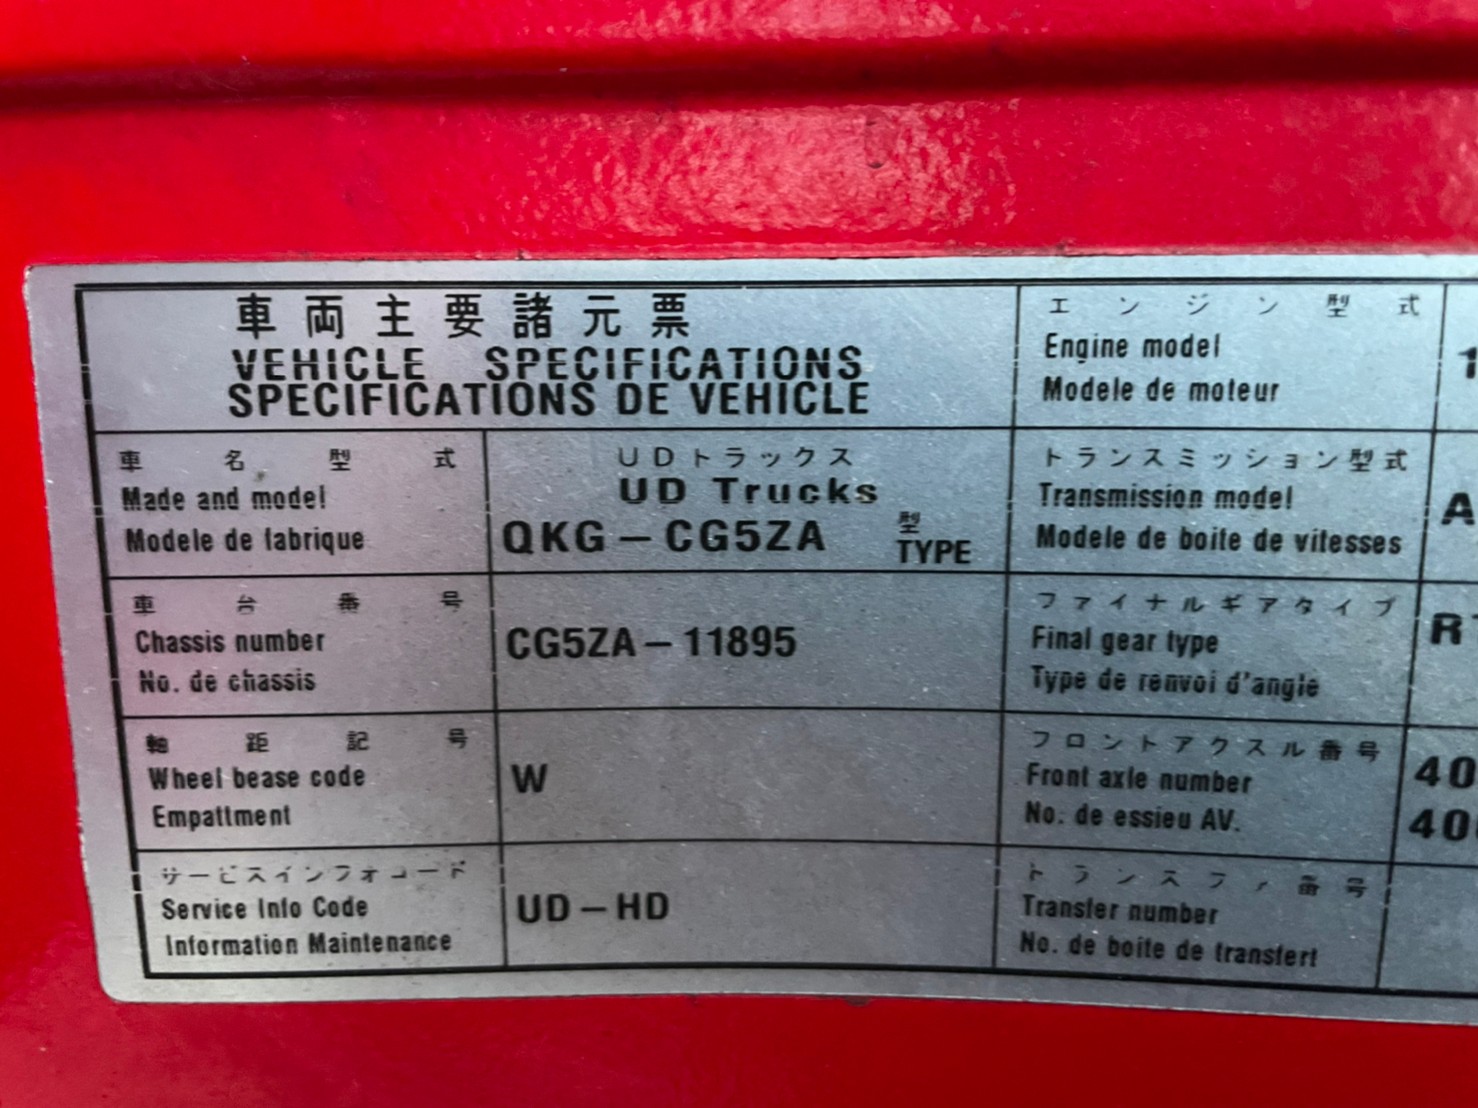 車両主要諸元票
VEHICLE SPECIFICATIONS
SPECIFICATIONS DE VEHICLE
エンジン型式
Engine model
Modele de moteur
車名型式
Made and model
Modele de fabrique
UDトラックス
UD Trucks
QKG-CG5ZA 型 TYPE
トランスミッション型式
Transmission model
Modele de boite de vitesses
A
車台番号
Chassis number
No. de chassis
CG5ZA-11895
ファイナルギアタイプ
Final gear type
Type de renvoi d'angle
R
軸距記号
Wheel bease code
Empattment
W
フロントアクスル番号
Front axle number
No. de essieu AV.
40
40
サービスインフォコード
Service Info Code
Information Maintenance
UD-HD
トランスファ番号
Transfer number
No. de boite de transfert